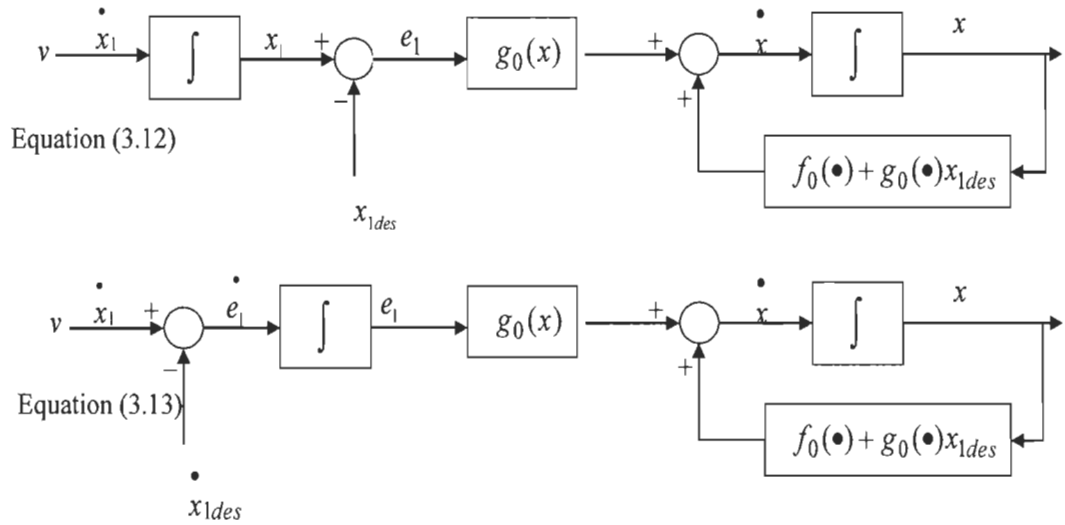 v ẋ₁ ∫ x₁ + − e₁ g₀(x) + + ẋ ∫ x
Equation (3.12)
f₀(•) + g₀(•)x₁des
x₁des
v ẋ₁ + − ė₁ ∫ e₁ g₀(x) + + ẋ ∫ x
Equation (3.13)
f₀(•) + g₀(•)x₁des
ẋ₁des